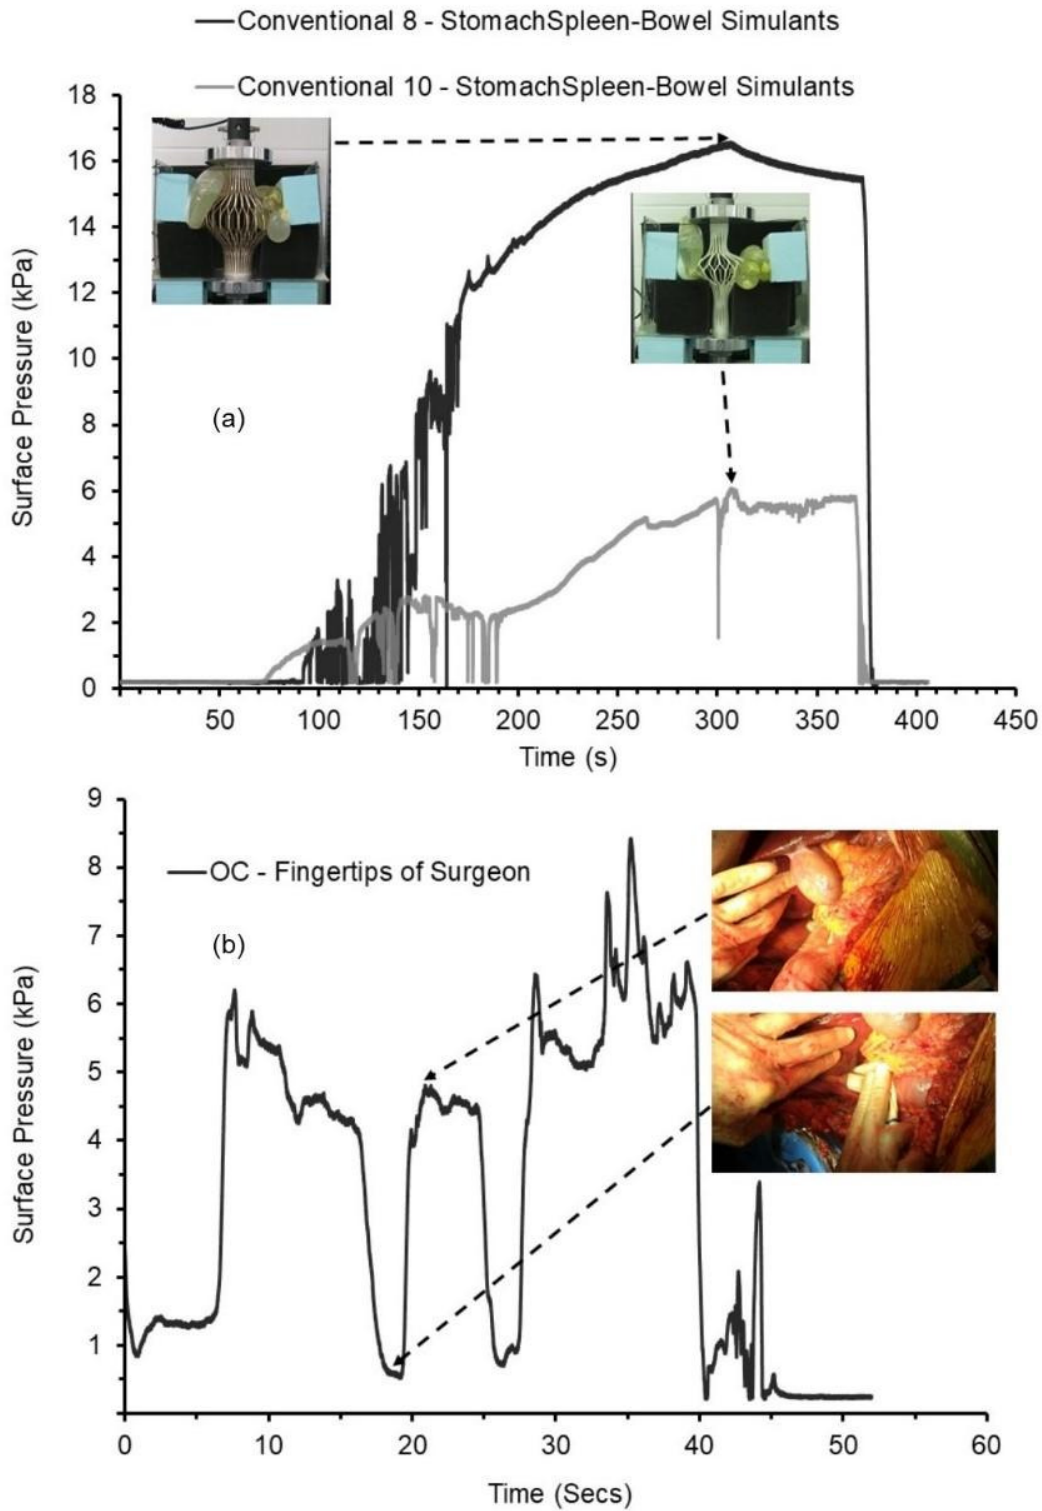 Conventional 8 - StomachSpleen-Bowel Simulants
Conventional 10 - StomachSpleen-Bowel Simulants
18
16
14
12
10
8
6
4
2
0
Surface Pressure (kPa)
(a)
50 100 150 200 250 300 350 400 450
Time (s)
9
8
7
6
5
4
3
2
1
Surface Pressure (kPa)
OC - Fingertips of Surgeon
(b)
0 10 20 30 40 50 60
Time (Secs)